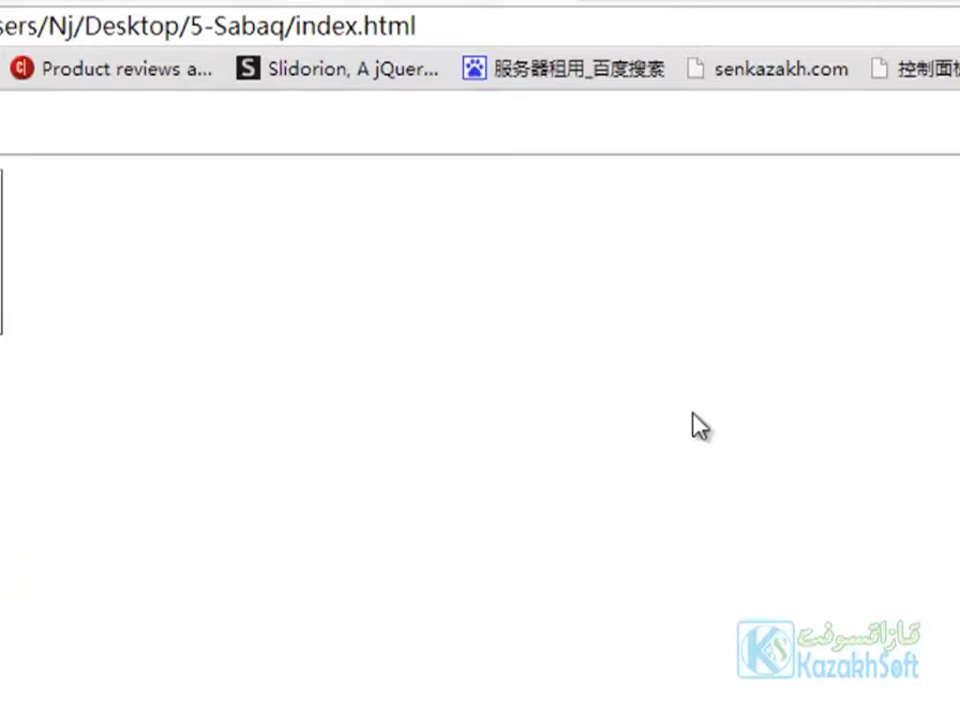 sers/Nj/Desktop/5-Sabaq/index.html
Product reviews a... Slidorion, A jQuer... 服务器租用_百度搜索 senkazakh.com 控制面板
قازاقسوفت
KazakhSoft